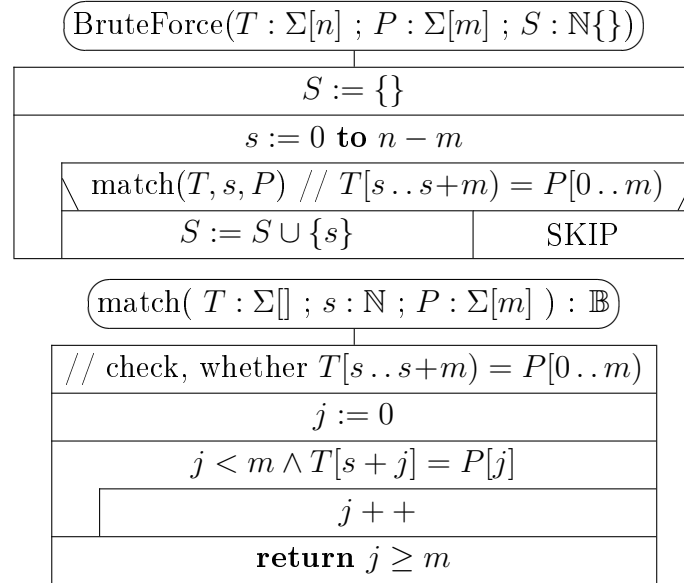 BruteForce(T : Σ[n] ; P : Σ[m] ; S : ℕ{})
S := {}
s := 0 to n − m
match(T, s, P) // T[s . . s+m) = P[0 . . m)
S := S ∪ {s} SKIP
match( T : Σ[] ; s : ℕ ; P : Σ[m] ) : 𝔹
// check, whether T[s . . s+m) = P[0 . . m)
j := 0
j < m ∧ T[s + j] = P[j]
j + +
return j ≥ m